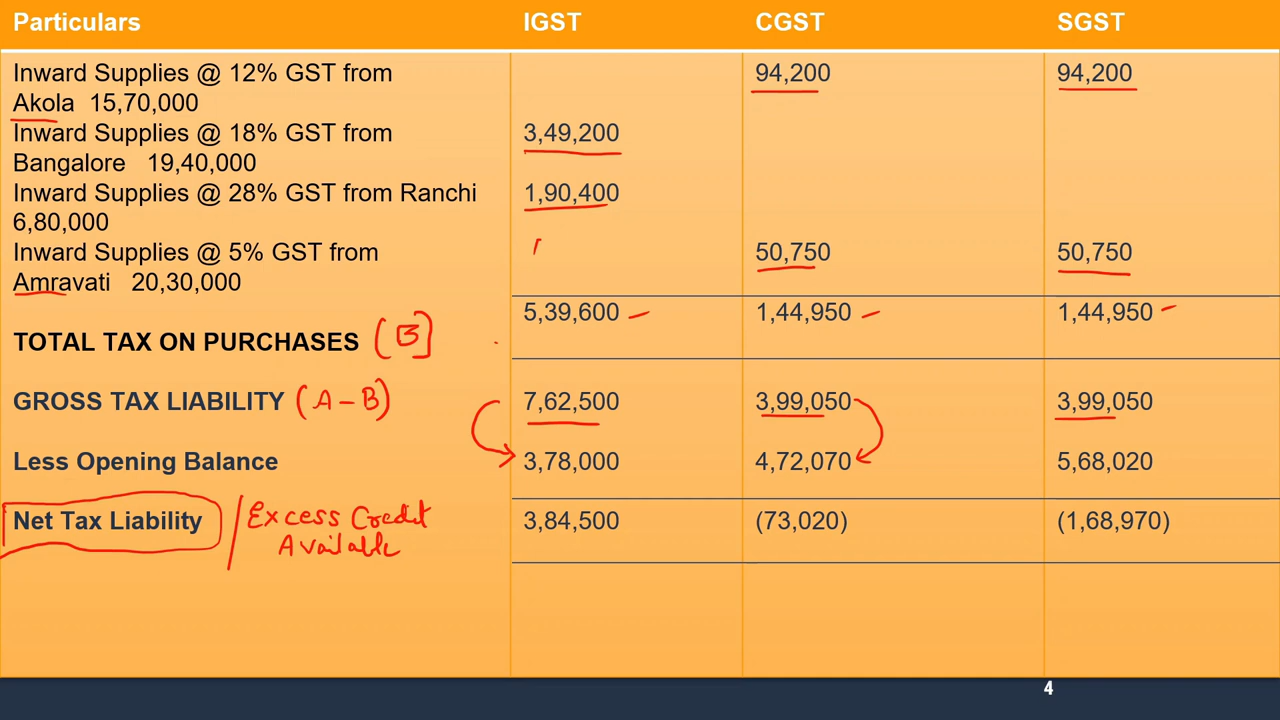 Particulars IGST CGST SGST
Inward Supplies @ 12% GST from 94,200 94,200
Akola 15,70,000
Inward Supplies @ 18% GST from 3,49,200
Bangalore 19,40,000
Inward Supplies @ 28% GST from Ranchi 1,90,400
6,80,000
Inward Supplies @ 5% GST from 50,750 50,750
Amravati 20,30,000
5,39,600 1,44,950 1,44,950
TOTAL TAX ON PURCHASES (B]
GROSS TAX LIABILITY (A-B) 7,62,500 3,99,050 3,99,050
Less Opening Balance 3,78,000 4,72,070 5,68,020
Net Tax Liability / Excess Credit 3,84,500 (73,020) (1,68,970)
Available
4